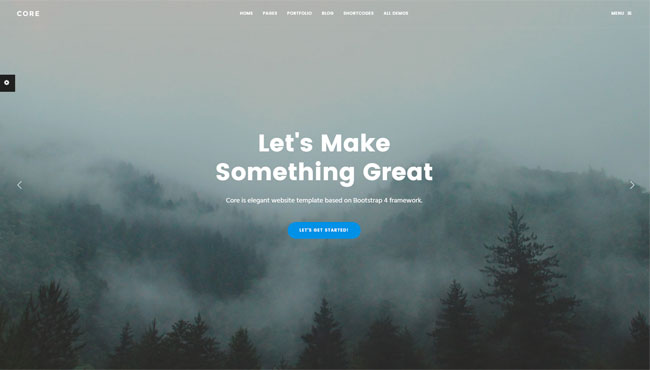 CORE
HOME PAGES PORTFOLIO BLOG SHORTCODES ALL DEMOS
MENU
Let's Make
Something Great
Core is elegant website template based on Bootstrap 4 framework.
LET'S GET STARTED!